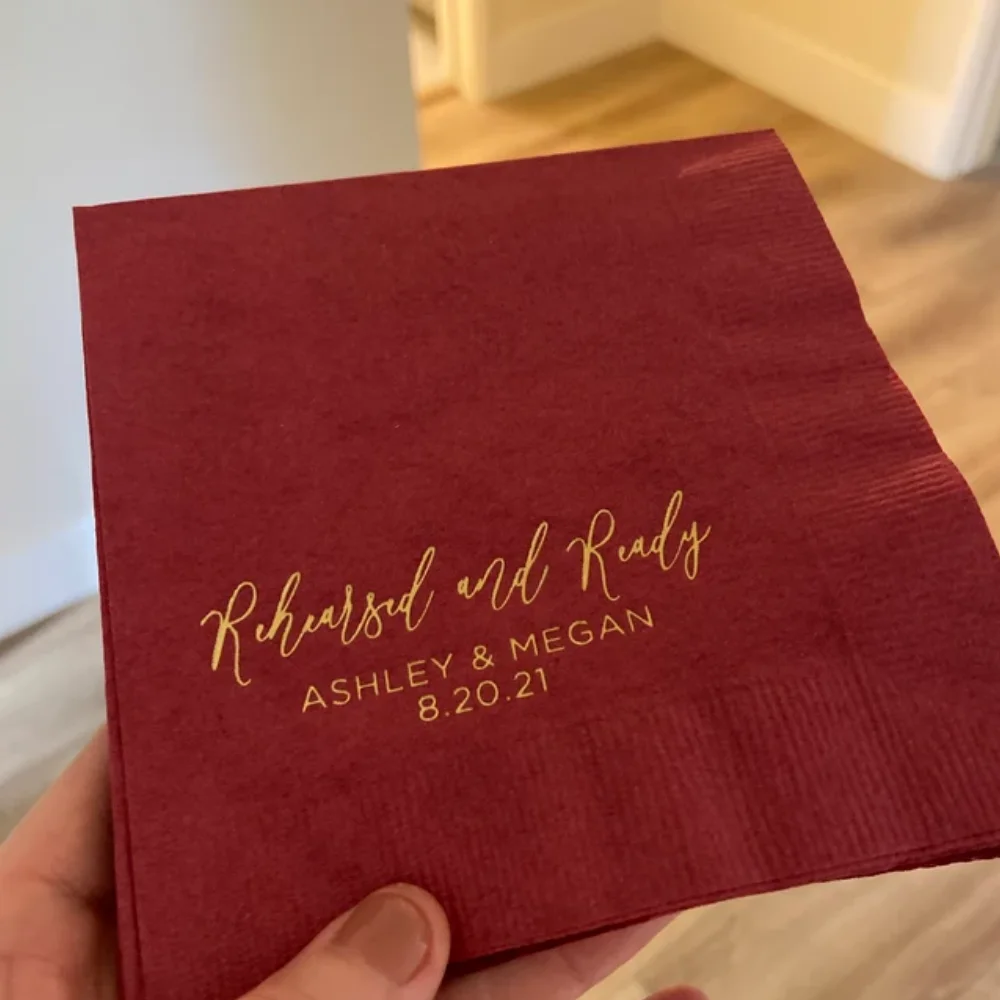 Rehearsed and Ready
ASHLEY & MEGAN
8.20.21